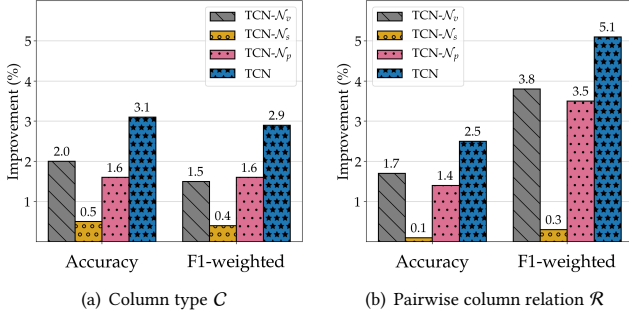 TCN-𝒩ᵥ
TCN-𝒩ₛ
TCN-𝒩ₚ
TCN
Improvement (%)
5
4
3
2
1
2.0
0.5
1.6
3.1
1.5
0.4
1.6
2.9
Accuracy
F1-weighted
(a) Column type 𝒞
TCN-𝒩ᵥ
TCN-𝒩ₛ
TCN-𝒩ₚ
TCN
Improvement (%)
5
4
3
2
1
1.7
0.1
1.4
2.5
3.8
0.3
3.5
5.1
Accuracy
F1-weighted
(b) Pairwise column relation ℛ